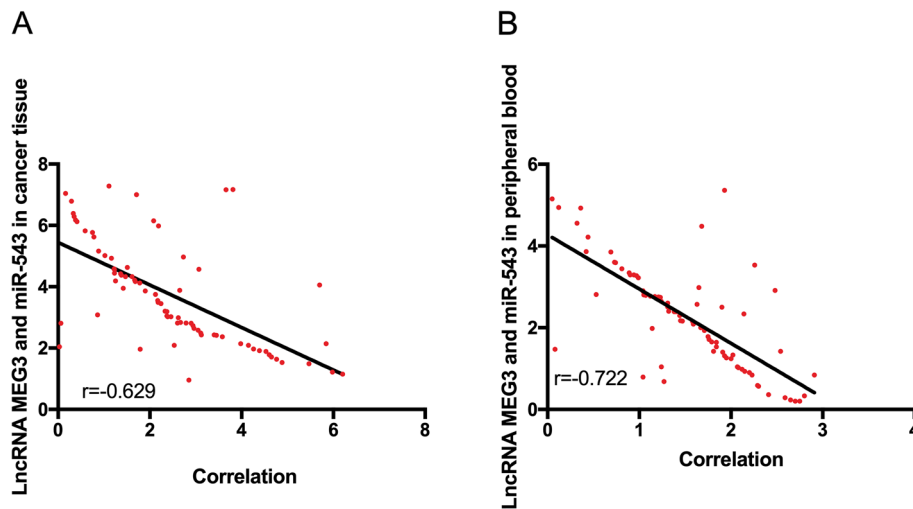 A
LncRNA MEG3 and miR-543 in cancer tissue
8
6
4
2
0
r=-0.629
0 2 4 6 8
Correlation
B
LncRNA MEG3 and miR-543 in peripheral blood
6
4
2
0
r=-0.722
0 1 2 3 4
Correlation